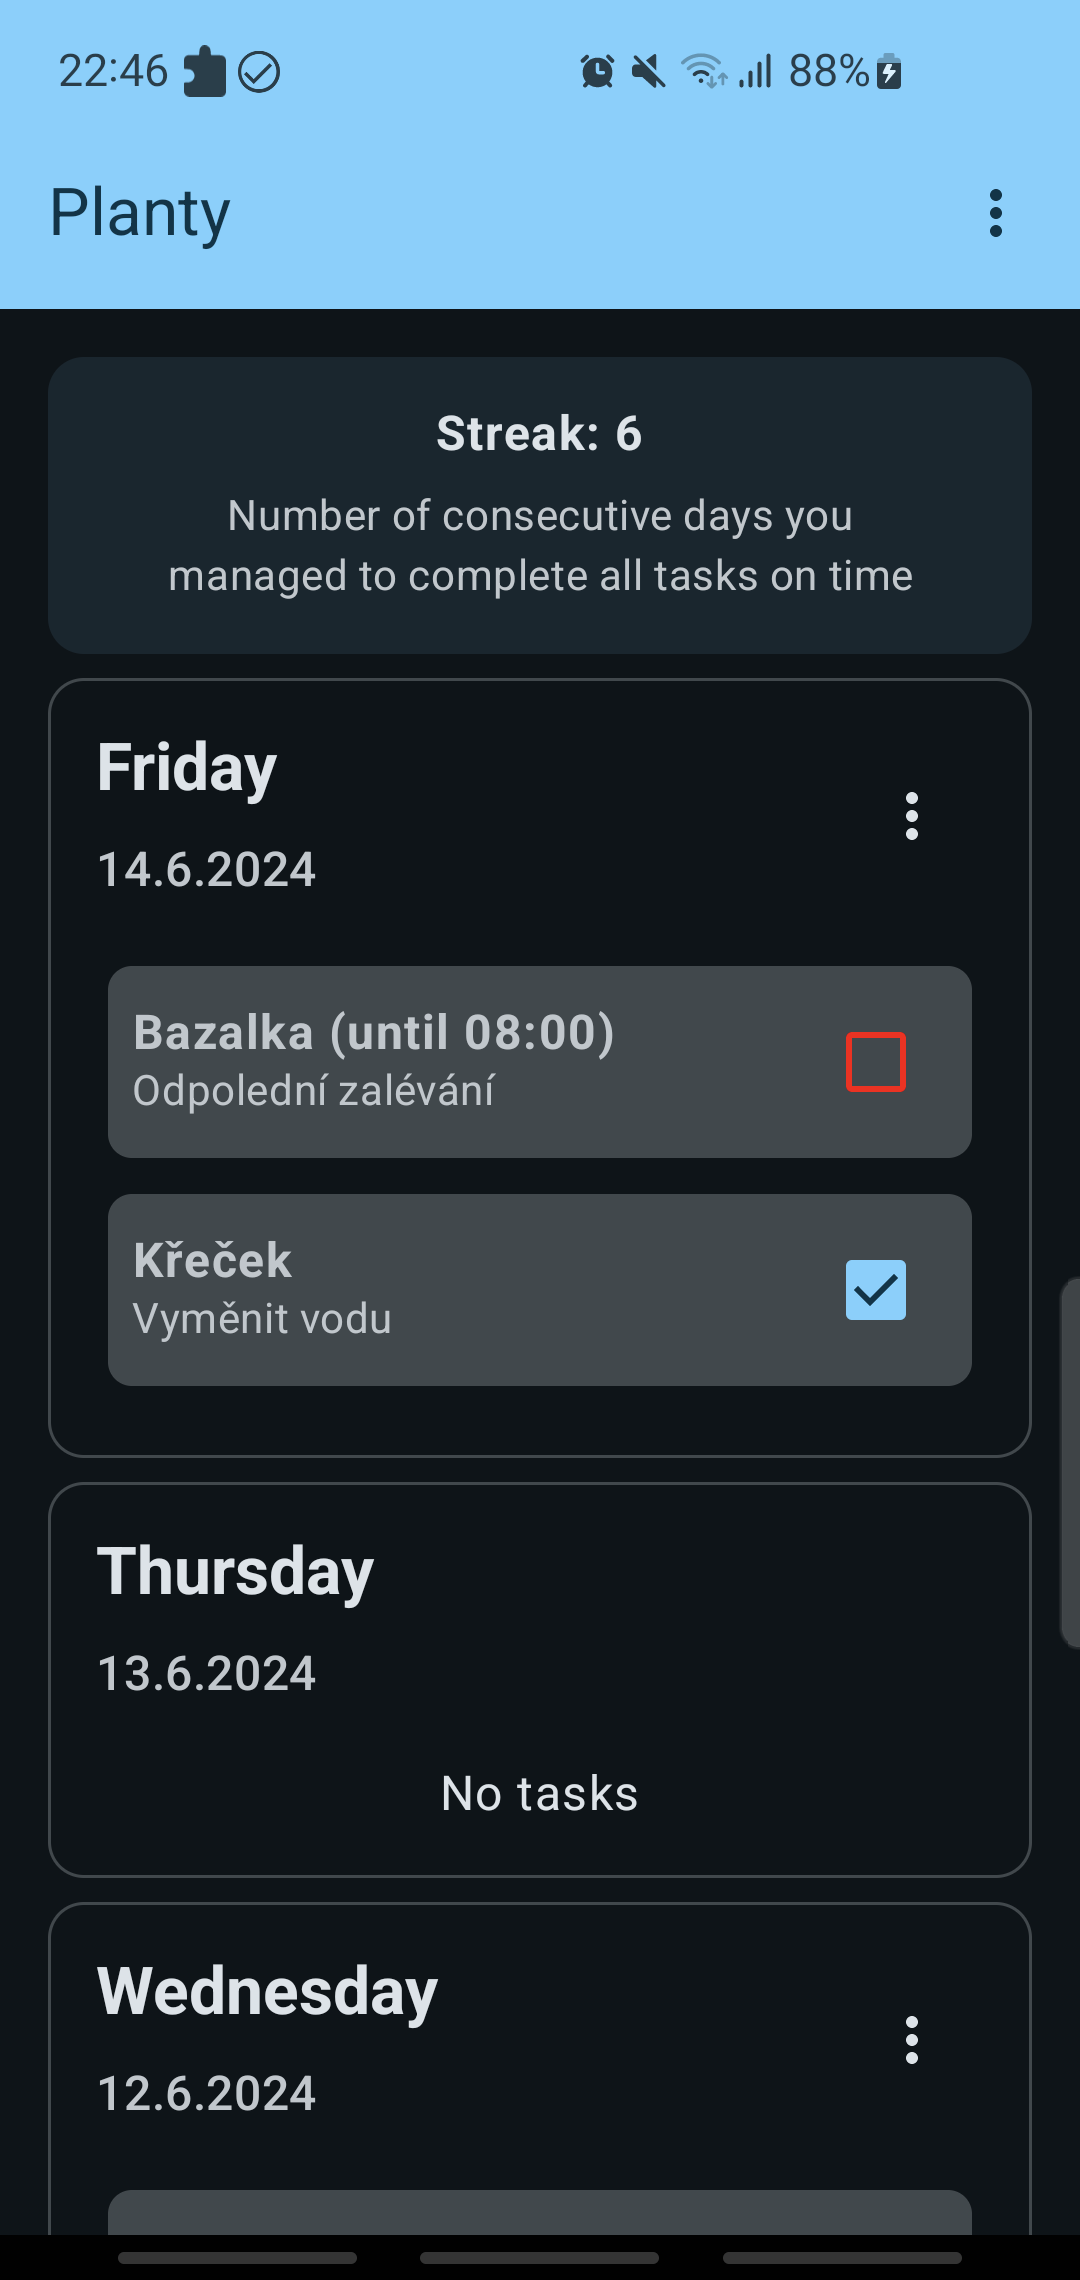 22:46
88%
Planty
Streak: 6
Number of consecutive days you
managed to complete all tasks on time
Friday
14.6.2024
Bazalka (until 08:00)
Odpolední zalévání
Křeček
Vyměnit vodu
Thursday
13.6.2024
No tasks
Wednesday
12.6.2024